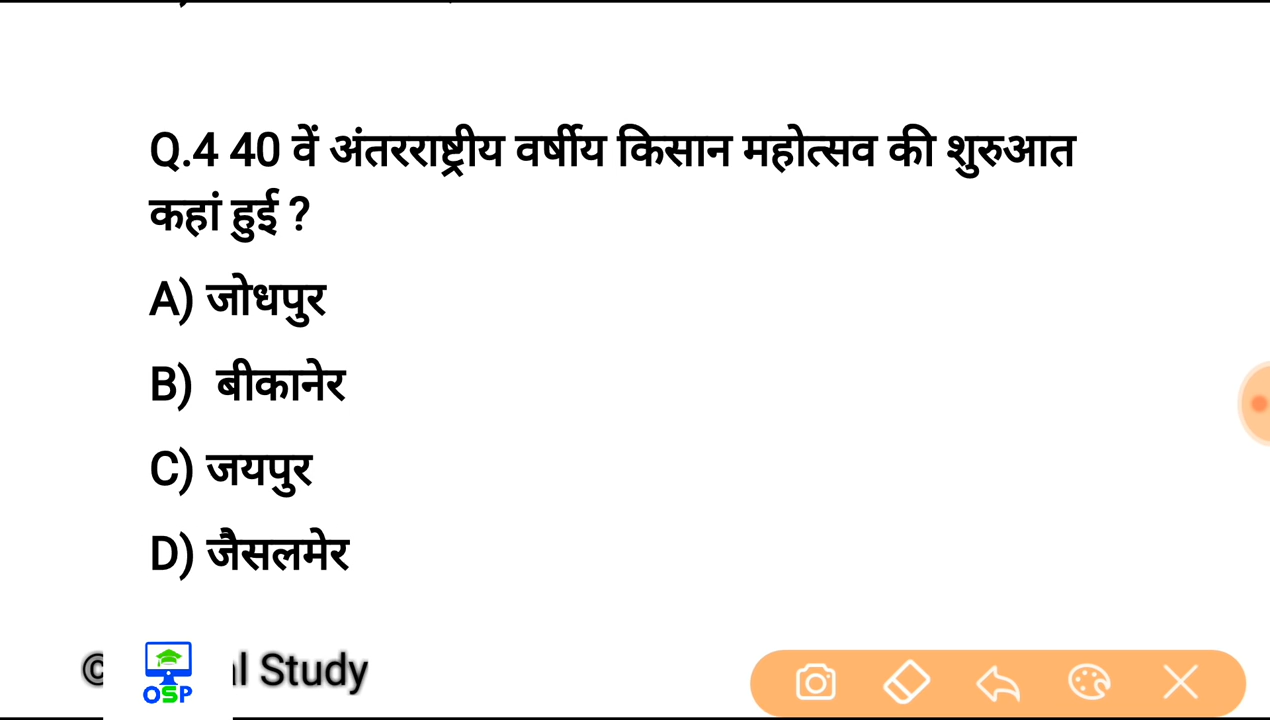 Q.4 40 वें अंतरराष्ट्रीय वर्षीय किसान महोत्सव की शुरुआत
कहां हुई ?
A) जोधपुर
B) बीकानेर
C) जयपुर
D) जैसलमेर
© l Study
OSP